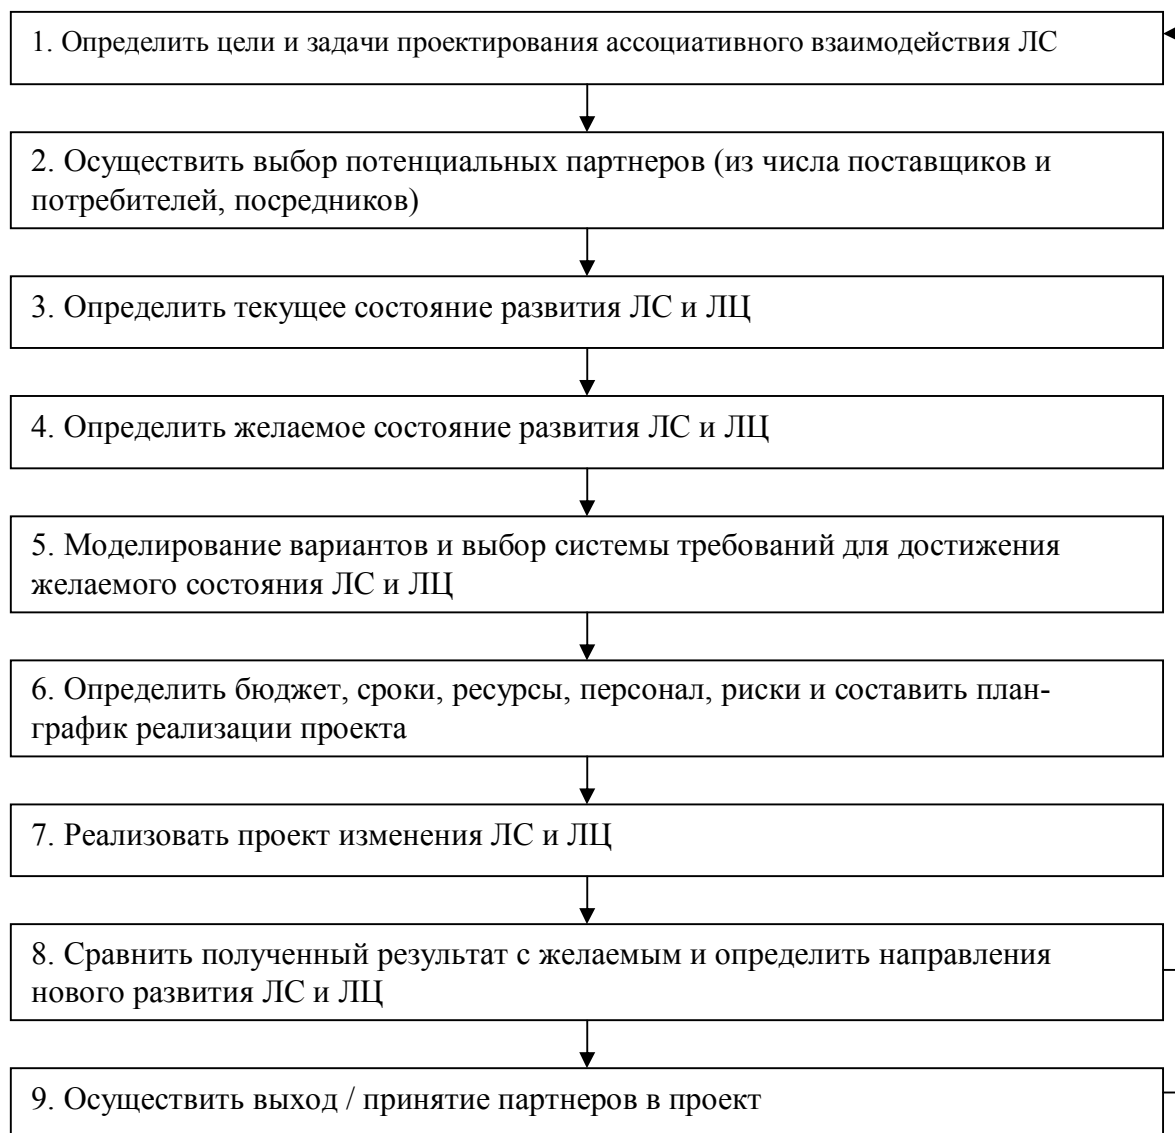 1. Определить цели и задачи проектирования ассоциативного взаимодействия ЛС
2. Осуществить выбор потенциальных партнеров (из числа поставщиков и
потребителей, посредников)
3. Определить текущее состояние развития ЛС и ЛЦ
4. Определить желаемое состояние развития ЛС и ЛЦ
5. Моделирование вариантов и выбор системы требований для достижения
желаемого состояния ЛС и ЛЦ
6. Определить бюджет, сроки, ресурсы, персонал, риски и составить план-
график реализации проекта
7. Реализовать проект изменения ЛС и ЛЦ
8. Сравнить полученный результат с желаемым и определить направления
нового развития ЛС и ЛЦ
9. Осуществить выход / принятие партнеров в проект